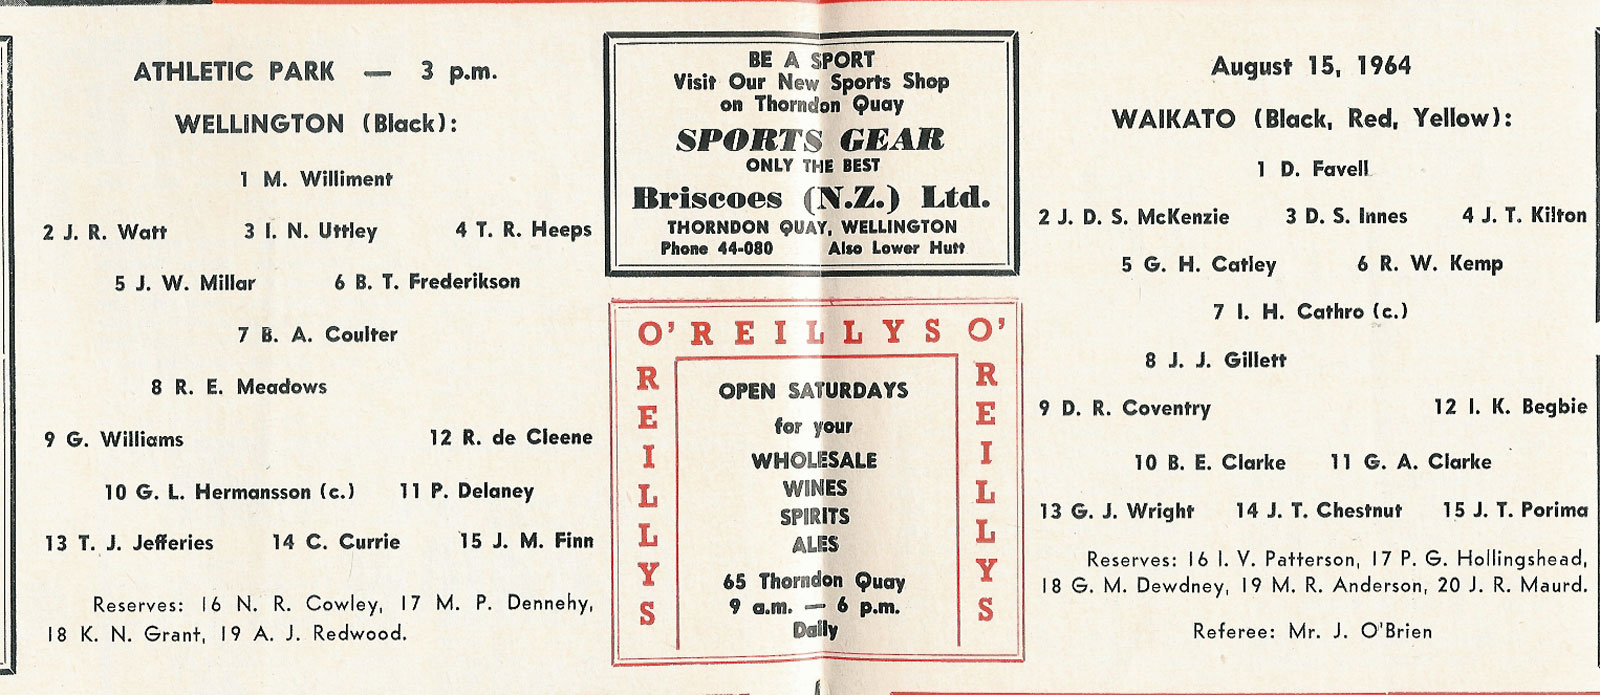 ATHLETIC PARK — 3 p.m.
WELLINGTON (Black):
1 M. Williment
2 J. R. Watt 3 I. N. Uttley 4 T. R. Heeps
5 J. W. Millar 6 B. T. Frederikson
7 B. A. Coulter
8 R. E. Meadows
9 G. Williams 12 R. de Cleene
10 G. L. Hermansson (c.) 11 P. Delaney
13 T. J. Jefferies 14 C. Currie 15 J. M. Finn
Reserves: 16 N. R. Cowley, 17 M. P. Dennehy,
18 K. N. Grant, 19 A. J. Redwood.
BE A SPORT
Visit Our New Sports Shop
on Thorndon Quay
SPORTS GEAR
ONLY THE BEST
Briscoes (N.Z.) Ltd.
THORNDON QUAY, WELLINGTON
Phone 44-080 Also Lower Hutt
O'REILLYS
O'REILLYS
O'REILLYS
OPEN SATURDAYS
for your
WHOLESALE
WINES
SPIRITS
ALES
65 Thorndon Quay
9 a.m. — 6 p.m.
Daily
August 15, 1964
WAIKATO (Black, Red, Yellow):
1 D. Favell
2 J. D. S. McKenzie 3 D. S. Innes 4 J. T. Kilton
5 G. H. Catley 6 R. W. Kemp
7 I. H. Cathro (c.)
8 J. J. Gillett
9 D. R. Coventry 12 I. K. Begbie
10 B. E. Clarke 11 G. A. Clarke
13 G. J. Wright 14 J. T. Chestnut 15 J. T. Porima
Reserves: 16 I. V. Patterson, 17 P. G. Hollingshead,
18 G. M. Dewdney, 19 M. R. Anderson, 20 J. R. Maurd.
Referee: Mr. J. O'Brien